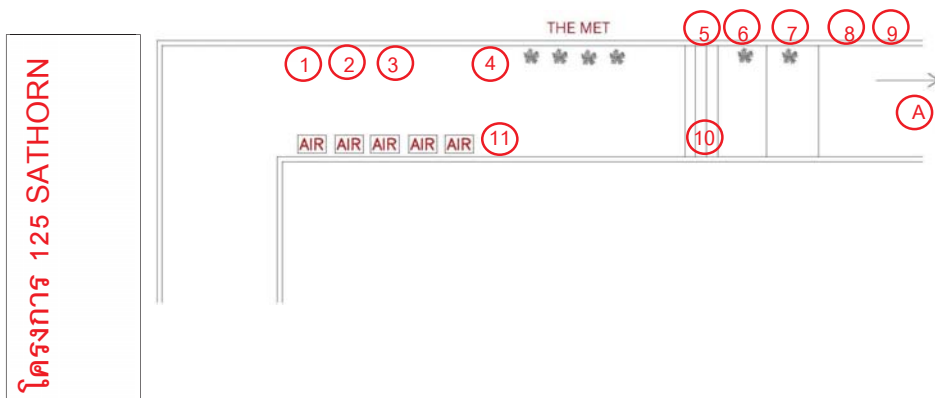 โครงการ 125 SATHORN
THE MET
1 2 3 4 5 6 7 8 9
A
AIR AIR AIR AIR AIR 11 10